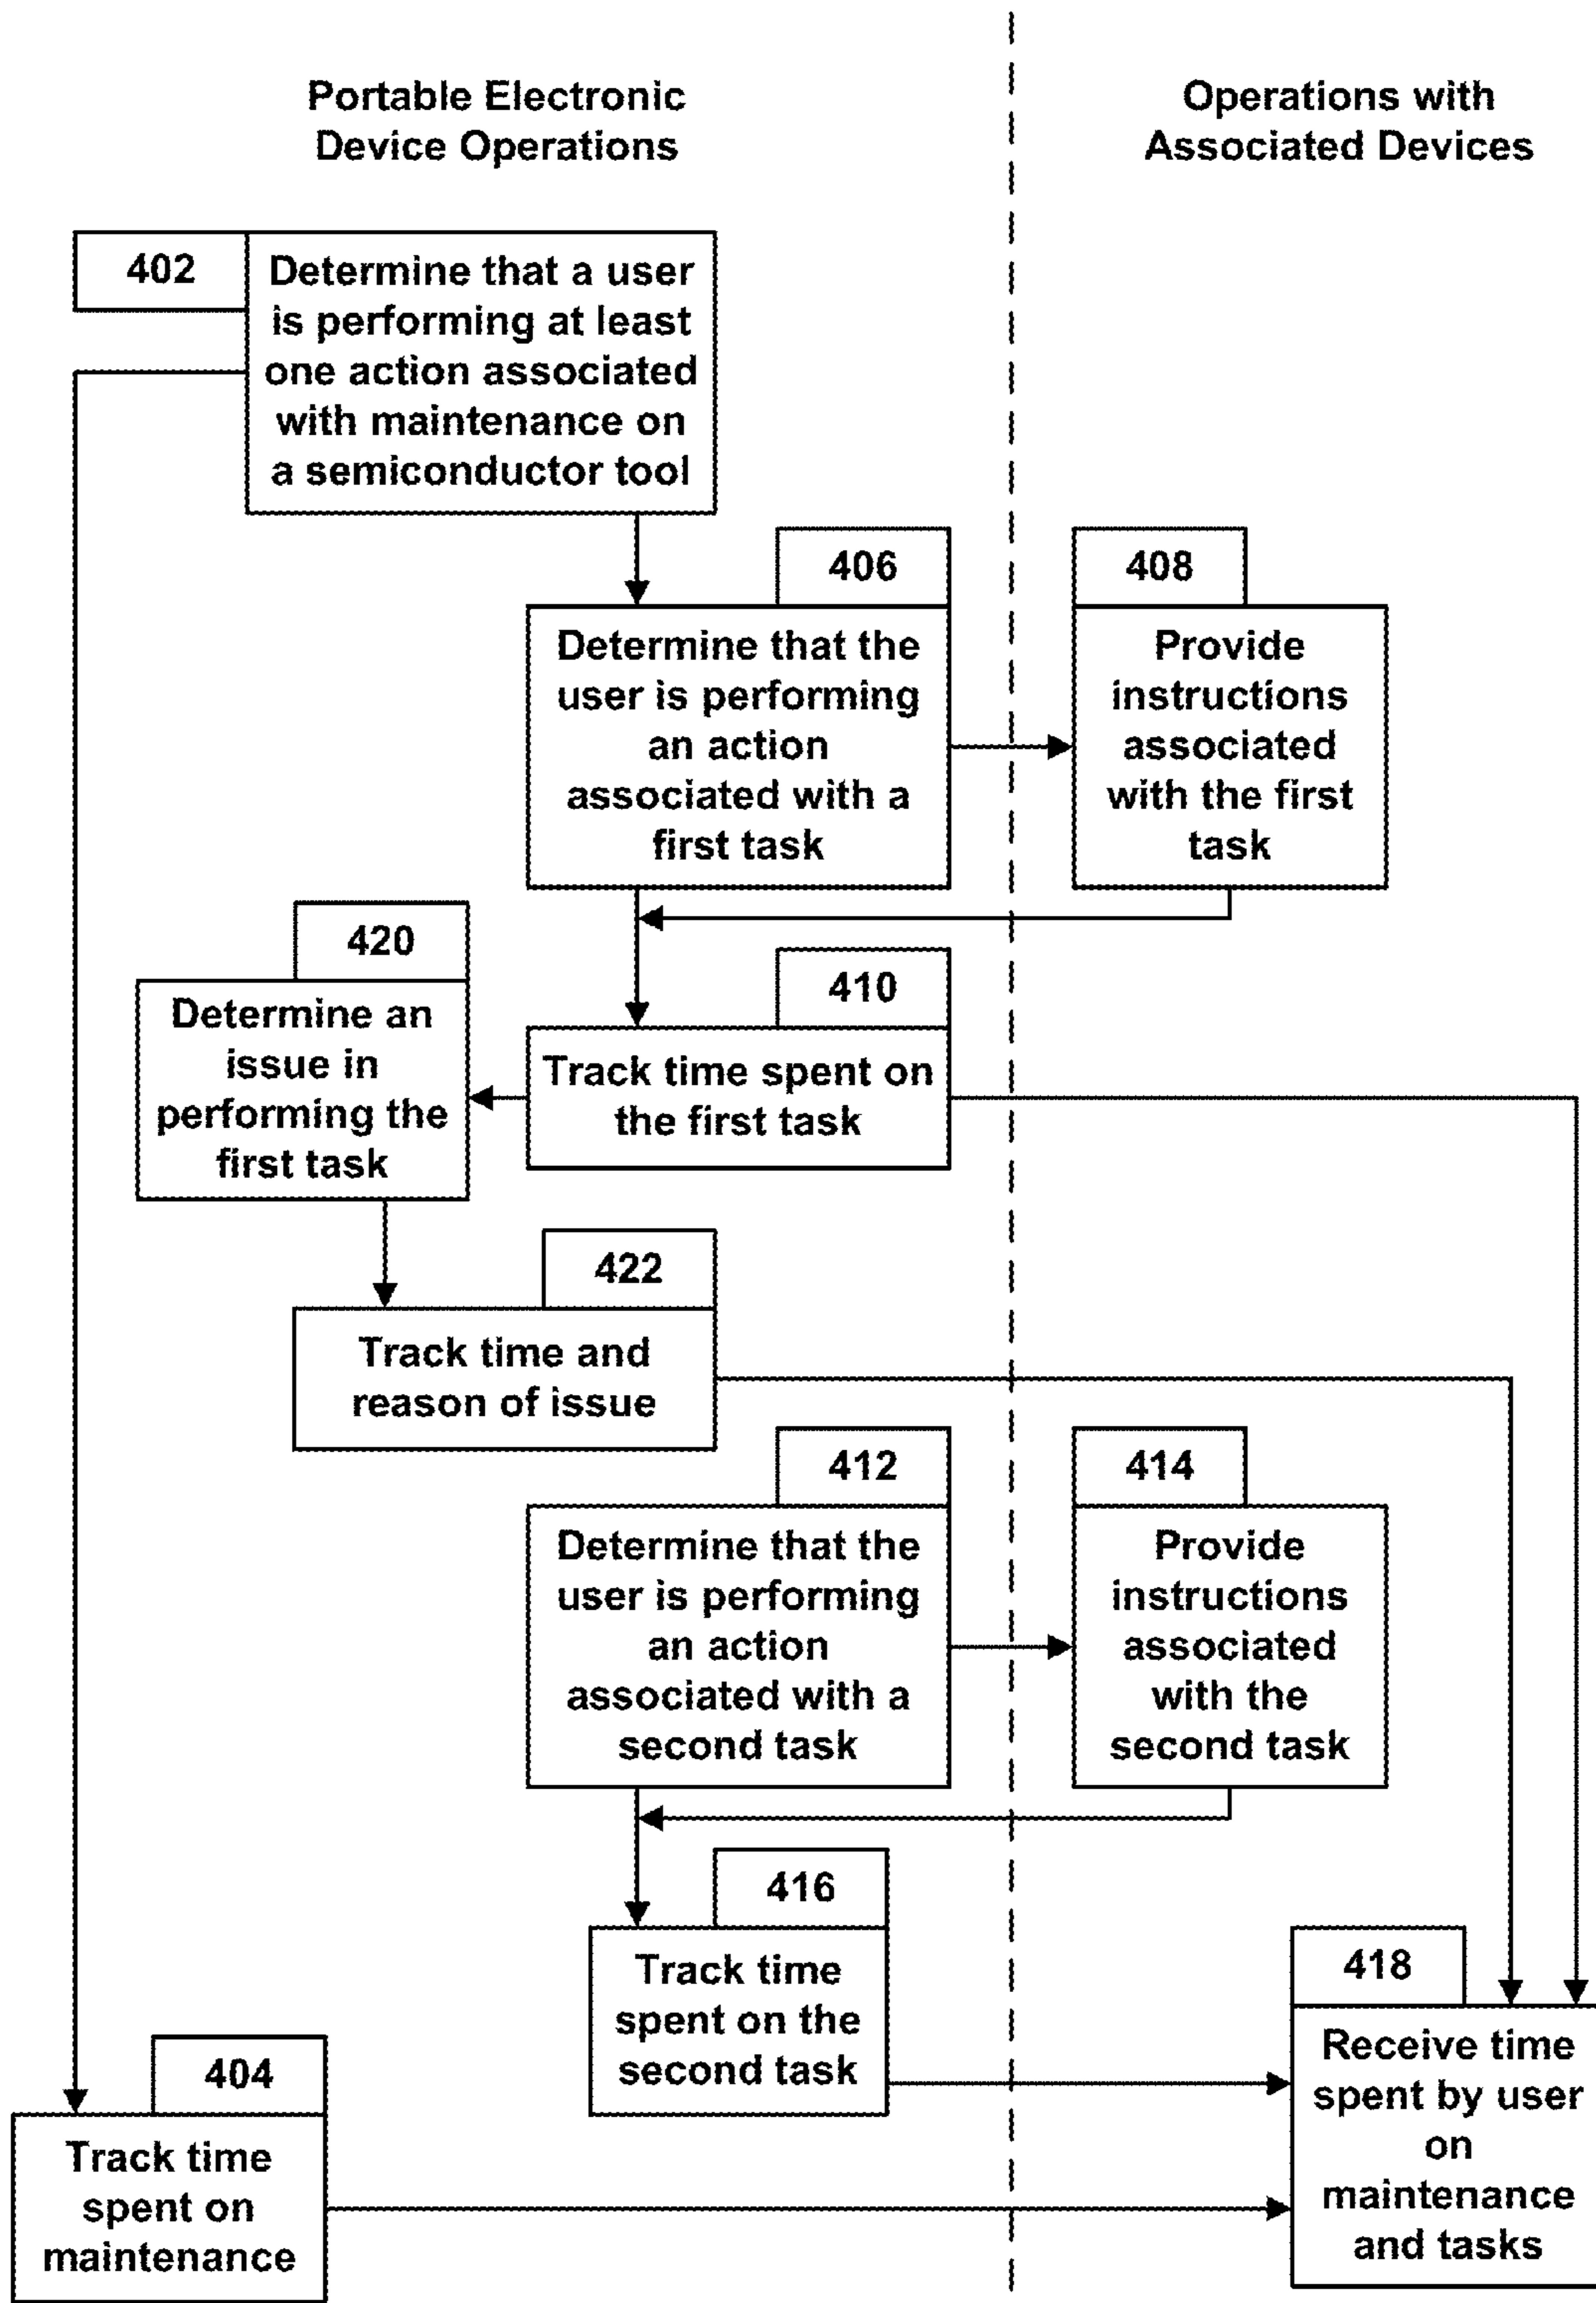 Portable Electronic
Device Operations
Operations with
Associated Devices
402
Determine that a user
is performing at least
one action associated
with maintenance on
a semiconductor tool
406
Determine that the
user is performing
an action
associated with a
first task
408
Provide
instructions
associated
with the first
task
420
Determine an
issue in
performing the
first task
410
Track time spent on
the first task
422
Track time and
reason of issue
412
Determine that the
user is performing
an action
associated with a
second task
414
Provide
instructions
associated
with the
second task
416
Track time
spent on the
second task
418
Receive time
spent by user
on
maintenance
and tasks
404
Track time
spent on
maintenance